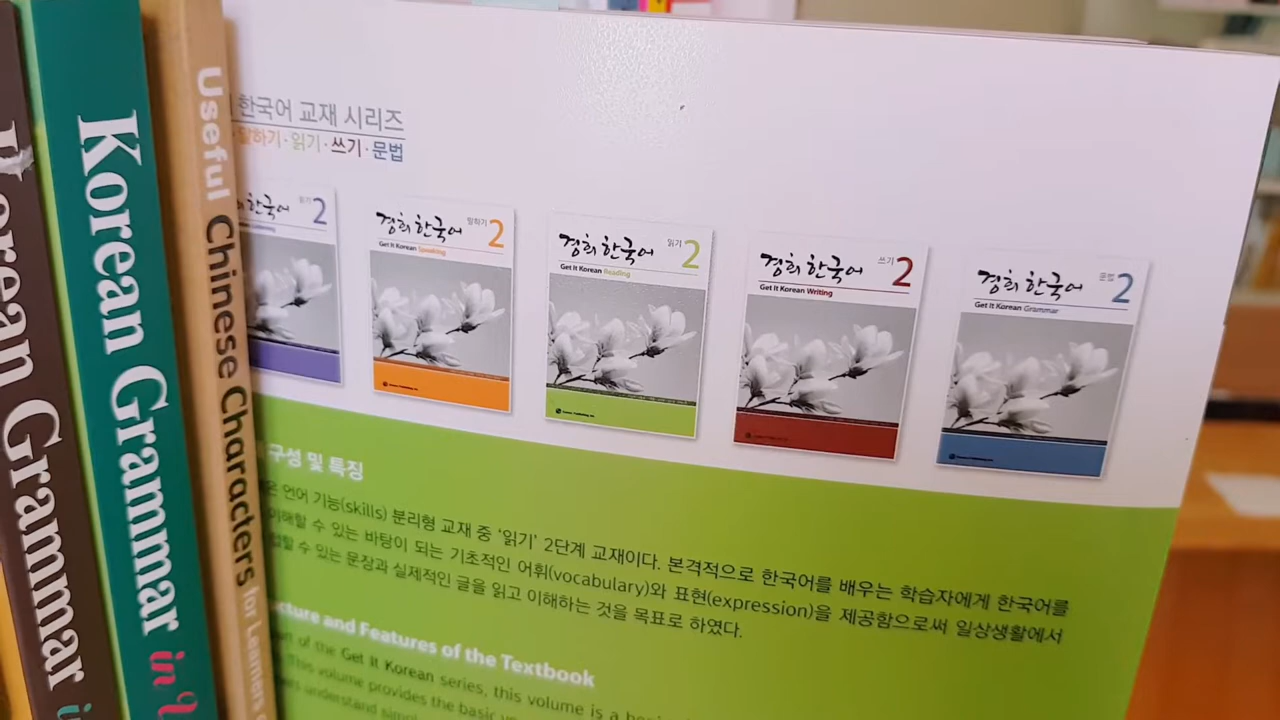 Korean Grammar
Korean Grammar in
Useful Chinese Characters for Learners
한국어 교재 시리즈
말하기·읽기·쓰기·문법
한국어 듣기 2
경희 한국어 말하기 2
Get It Korean Speaking
경희 한국어 읽기 2
Get It Korean Reading
경희 한국어 쓰기 2
Get It Korean Writing
경희 한국어 문법 2
Get It Korean Grammar
구성 및 특징
언어 기능(skills) 분리형 교재 중 '읽기' 2단계 교재이다. 본격적으로 한국어를 배우는 학습자에게 한국어를
이해할 수 있는 바탕이 되는 기초적인 어휘(vocabulary)와 표현(expression)을 제공함으로써 일상생활에서
수 있는 문장과 실제적인 글을 읽고 이해하는 것을 목표로 하였다.
and Features of the Textbook
of the Get It Korean series, this volume is a
This volume provides the basic
understand